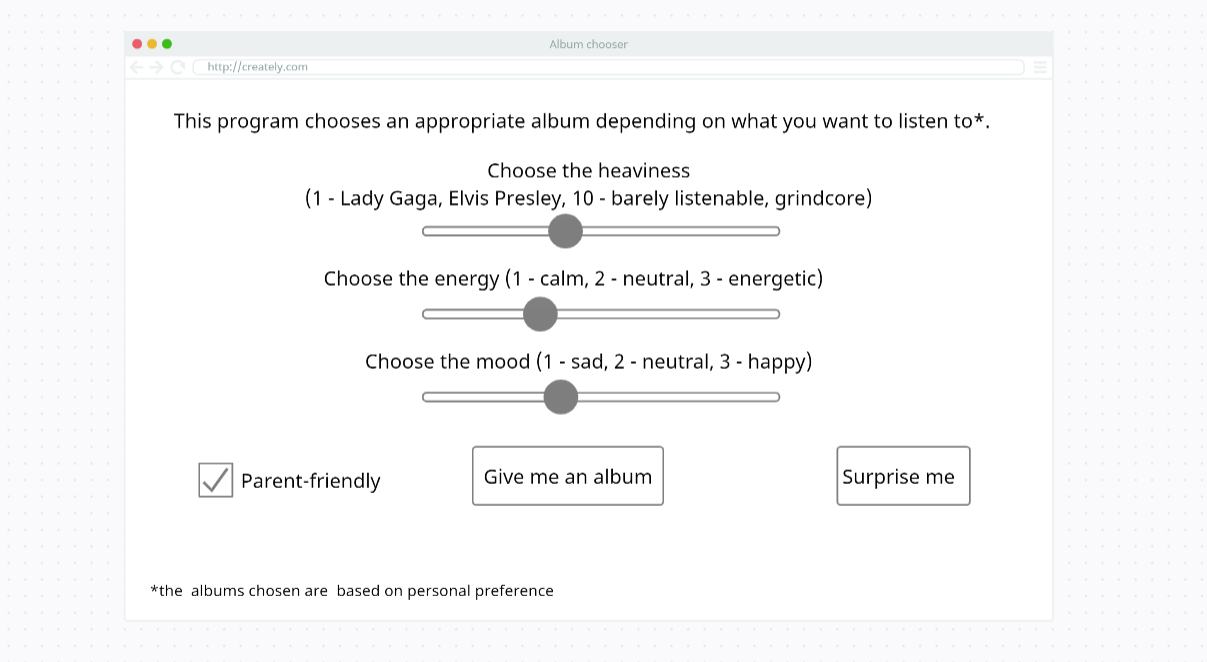 Album chooser
http://creately.com
This program chooses an appropriate album depending on what you want to listen to*.
Choose the heaviness
(1 - Lady Gaga, Elvis Presley, 10 - barely listenable, grindcore)
Choose the energy (1 - calm, 2 - neutral, 3 - energetic)
Choose the mood (1 - sad, 2 - neutral, 3 - happy)
Parent-friendly
Give me an album
Surprise me
*the albums chosen are based on personal preference